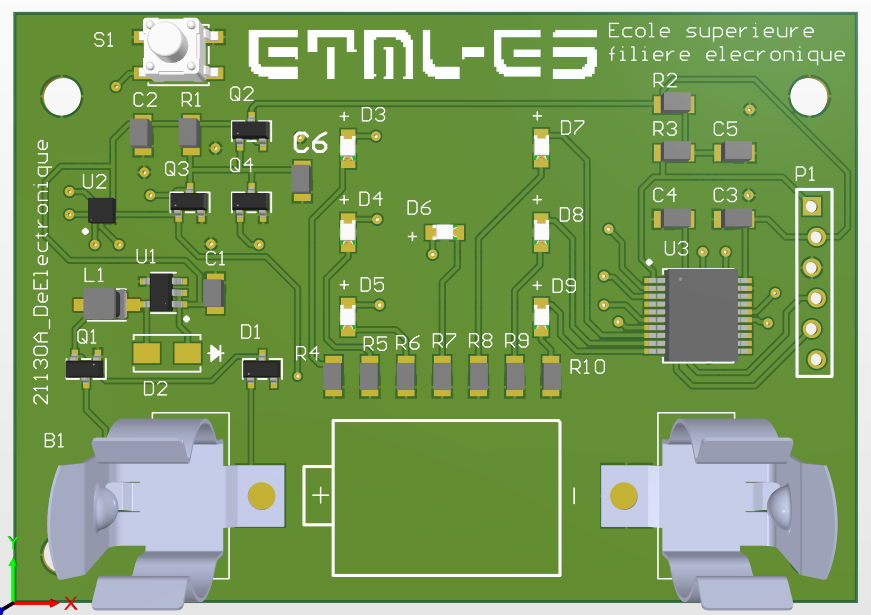 S1
ETML-ES
Ecole superieure
filiere elecronique
C2
R1
Q2
D3
+
D7
+
R2
R3
C5
C6
Q3
Q4
U2
D4
+
D6
+
D8
+
C4
C3
P1
U3
U1
C1
L1
D5
+
D9
+
Q1
D2
D1
R4
R5
R6
R7
R8
R9
R10
21130A_DeElectronique
B1
+
Y
X